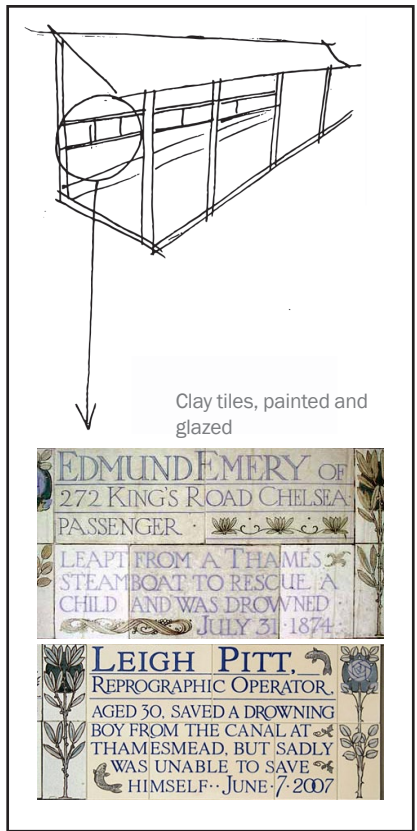 Clay tiles, painted and
glazed
EDMUND EMERY OF
272 KING'S ROAD CHELSEA·
PASSENGER ·
LEAPT FROM A THAMES
STEAMBOAT TO RESCUE A
CHILD AND WAS DROWNED
JULY 31·1874·
LEIGH PITT,
REPROGRAPHIC OPERATOR.
AGED 30, SAVED A DROWNING
BOY FROM THE CANAL AT
THAMESMEAD, BUT SADLY
WAS UNABLE TO SAVE
HIMSELF·· JUNE·7·2007